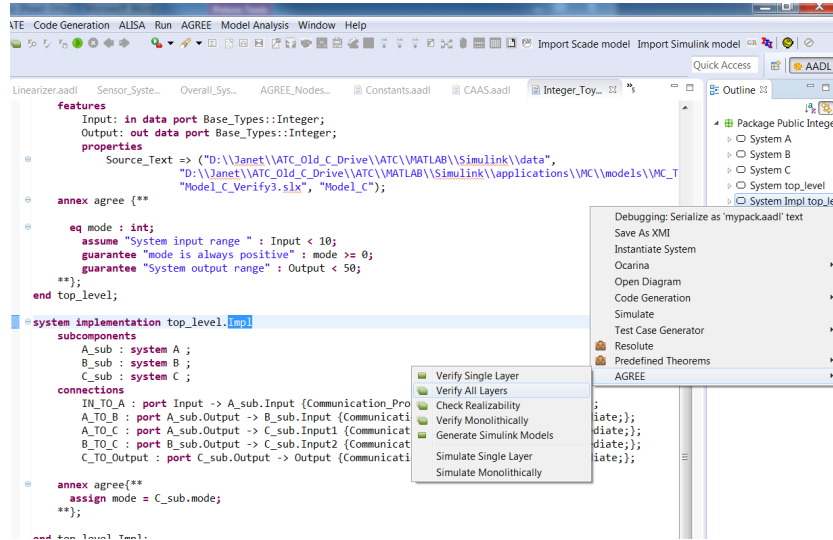 ATE Code Generation ALISA Run AGREE Model Analysis Window Help
Import Scade model Import Simulink model
Quick Access AADL
Linearizer.aadl Sensor_Syste... Overall_Sys... AGREE_Nodes... Constants.aadl CAAS.aadl Integer_Toy... Outline
features
Input: in data port Base_Types::Integer;
Output: out data port Base_Types::Integer;
properties
Source_Text => ("D:\\Janet\\ATC_Old_C_Drive\\ATC\\MATLAB\\Simulink\\data",
"D:\\Janet\\ATC_Old_C_Drive\\ATC\\MATLAB\\Simulink\\applications\\MC\\models\\MC_T
"Model_C_Verify3.slx", "Model_C");
annex agree {**
eq mode : int;
assume "System input range " : Input < 10;
guarantee "mode is always positive" : mode >= 0;
guarantee "System output range" : Output < 50;
**};
end top_level;
system implementation top_level.Impl
subcomponents
A_sub : system A ;
B_sub : system B ;
C_sub : system C ;
connections
IN_TO_A : port Input -> A_sub.Input {Communication_Pro ;
A_TO_B : port A_sub.Output -> B_sub.Input {Communicati iate;};
A_TO_C : port A_sub.Output -> C_sub.Input1 {Communicat iate;};
B_TO_C : port B_sub.Output -> C_sub.Input2 {Communicat iate;};
C_TO_Output : port C_sub.Output -> Output {Communicati iate;};
annex agree{**
assign mode = C_sub.mode;
**};
end top_level.Impl;
Package Public Intege
System A
System B
System C
System top_level
System Impl top_le
Debugging: Serialize as 'mypack.aadl' text
Save As XMI
Instantiate System
Ocarina
Open Diagram
Code Generation
Simulate
Test Case Generator
Resolute
Predefined Theorems
AGREE
Verify Single Layer
Verify All Layers
Check Realizability
Verify Monolithically
Generate Simulink Models
Simulate Single Layer
Simulate Monolithically